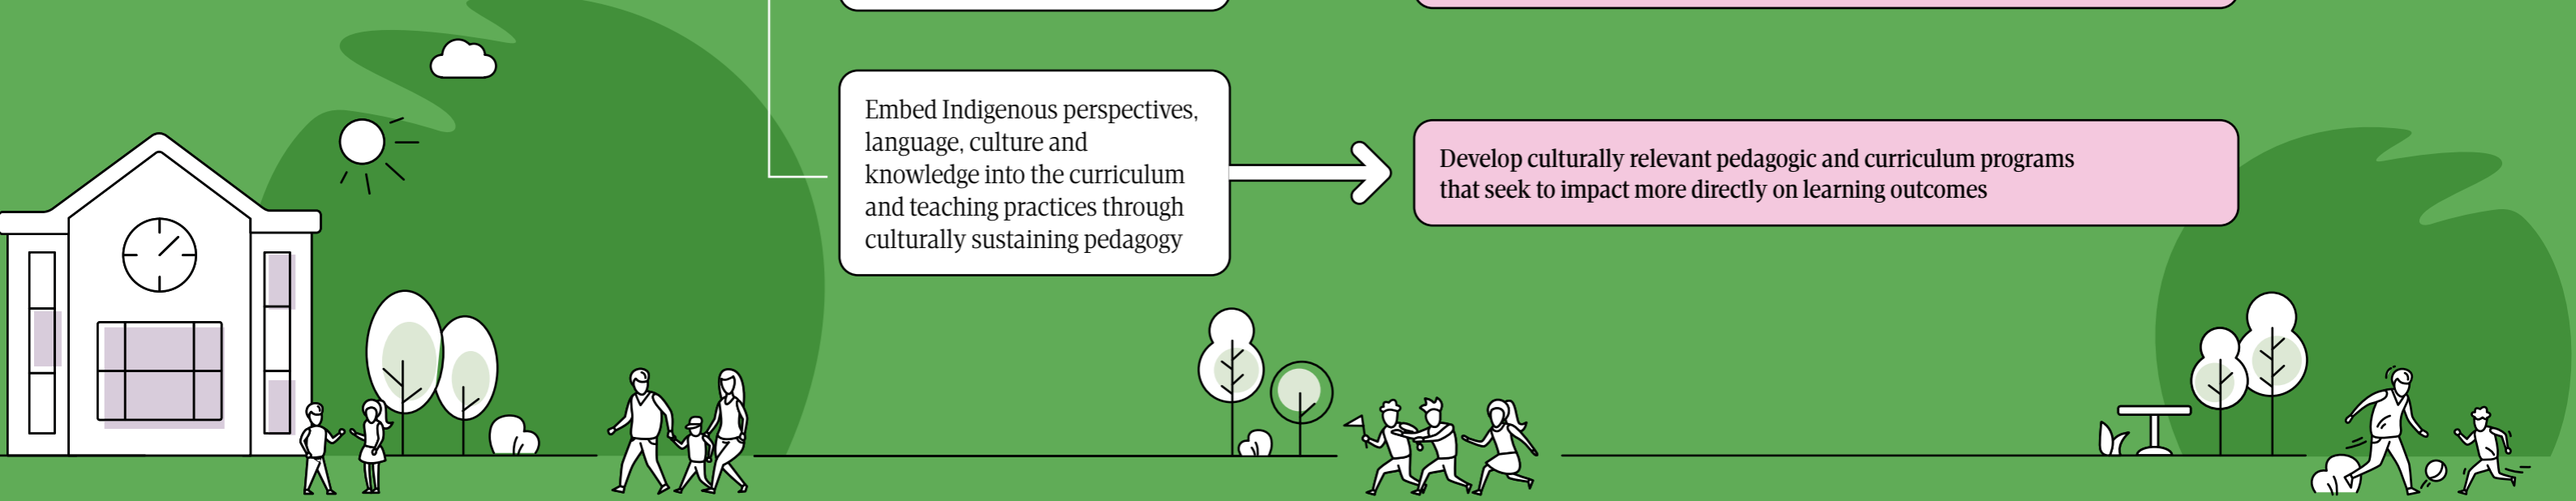 Embed Indigenous perspectives,
language, culture and
knowledge into the curriculum
and teaching practices through
culturally sustaining pedagogy
Develop culturally relevant pedagogic and curriculum programs
that seek to impact more directly on learning outcomes